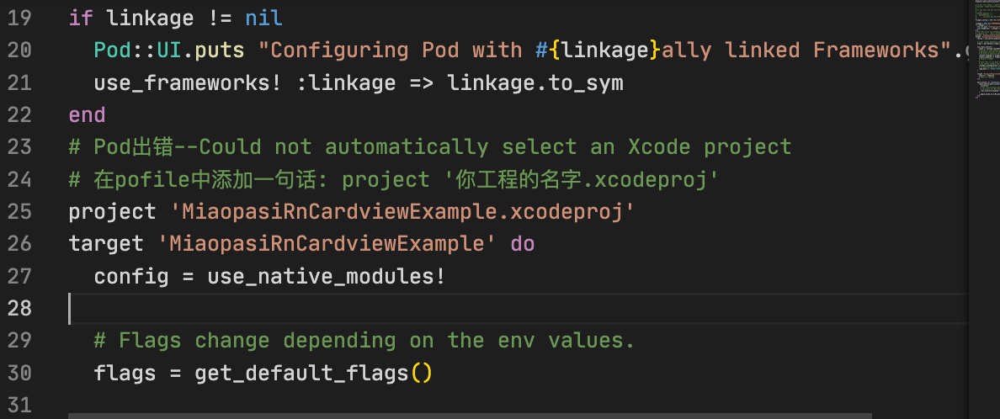 19 if linkage != nil
20   Pod::UI.puts "Configuring Pod with #{linkage}ally linked Frameworks".
21   use_frameworks! :linkage => linkage.to_sym
22 end
23 # Pod出错--Could not automatically select an Xcode project
24 # 在pofile中添加一句话: project '你工程的名字.xcodeproj'
25 project 'MiaopasiRnCardviewExample.xcodeproj'
26 target 'MiaopasiRnCardviewExample' do
27   config = use_native_modules!
28
29   # Flags change depending on the env values.
30   flags = get_default_flags()
31